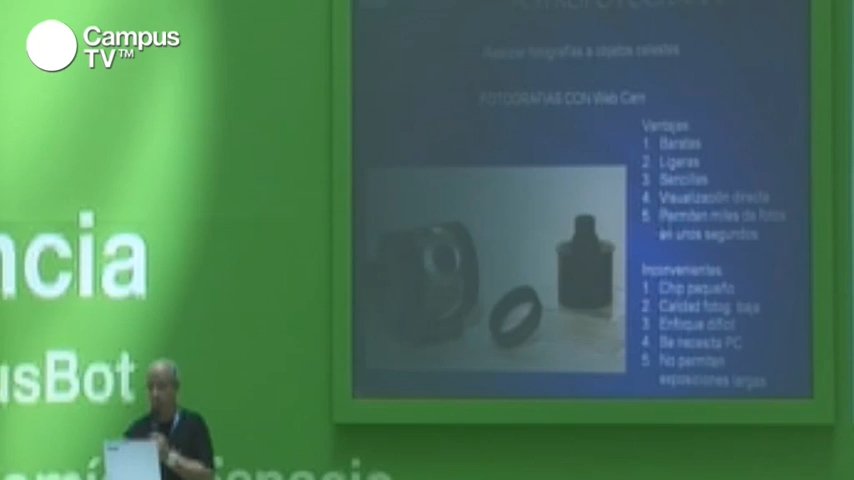 Campus
TV™
Realizar fotografías a objetos celestes
FOTOGRAFIAS CON Web Cam
Ventajas:
1. Baratas
2. Ligeras
3. Sencillas
4. Visualización directa
5. Permiten miles de fotos
en unos segundos
Inconvenientes:
1. Chip pequeño
2. Calidad fotog. baja
3. Enfoque difícil
4. Se necesita PC
5. No permiten
exposiciones largas
ncia
usBot